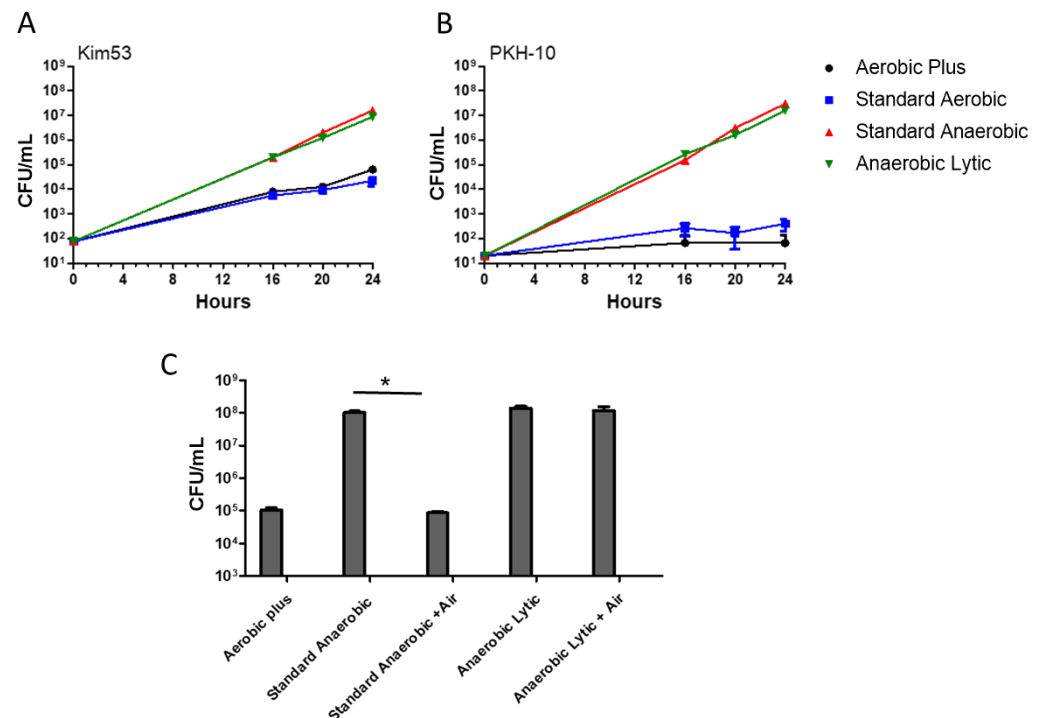 A
Kim53
CFU/mL
10⁹
10⁸
10⁷
10⁶
10⁵
10⁴
10³
10²
10¹
0 4 8 12 16 20 24
Hours
B
PKH-10
CFU/mL
10⁹
10⁸
10⁷
10⁶
10⁵
10⁴
10³
10²
10¹
0 4 8 12 16 20 24
Hours
Aerobic Plus
Standard Aerobic
Standard Anaerobic
Anaerobic Lytic
C
CFU/mL
10⁹
10⁸
10⁷
10⁶
10⁵
10⁴
10³
*
Aerobic plus
Standard Anaerobic
Standard Anaerobic +Air
Anaerobic Lytic
Anaerobic Lytic + Air